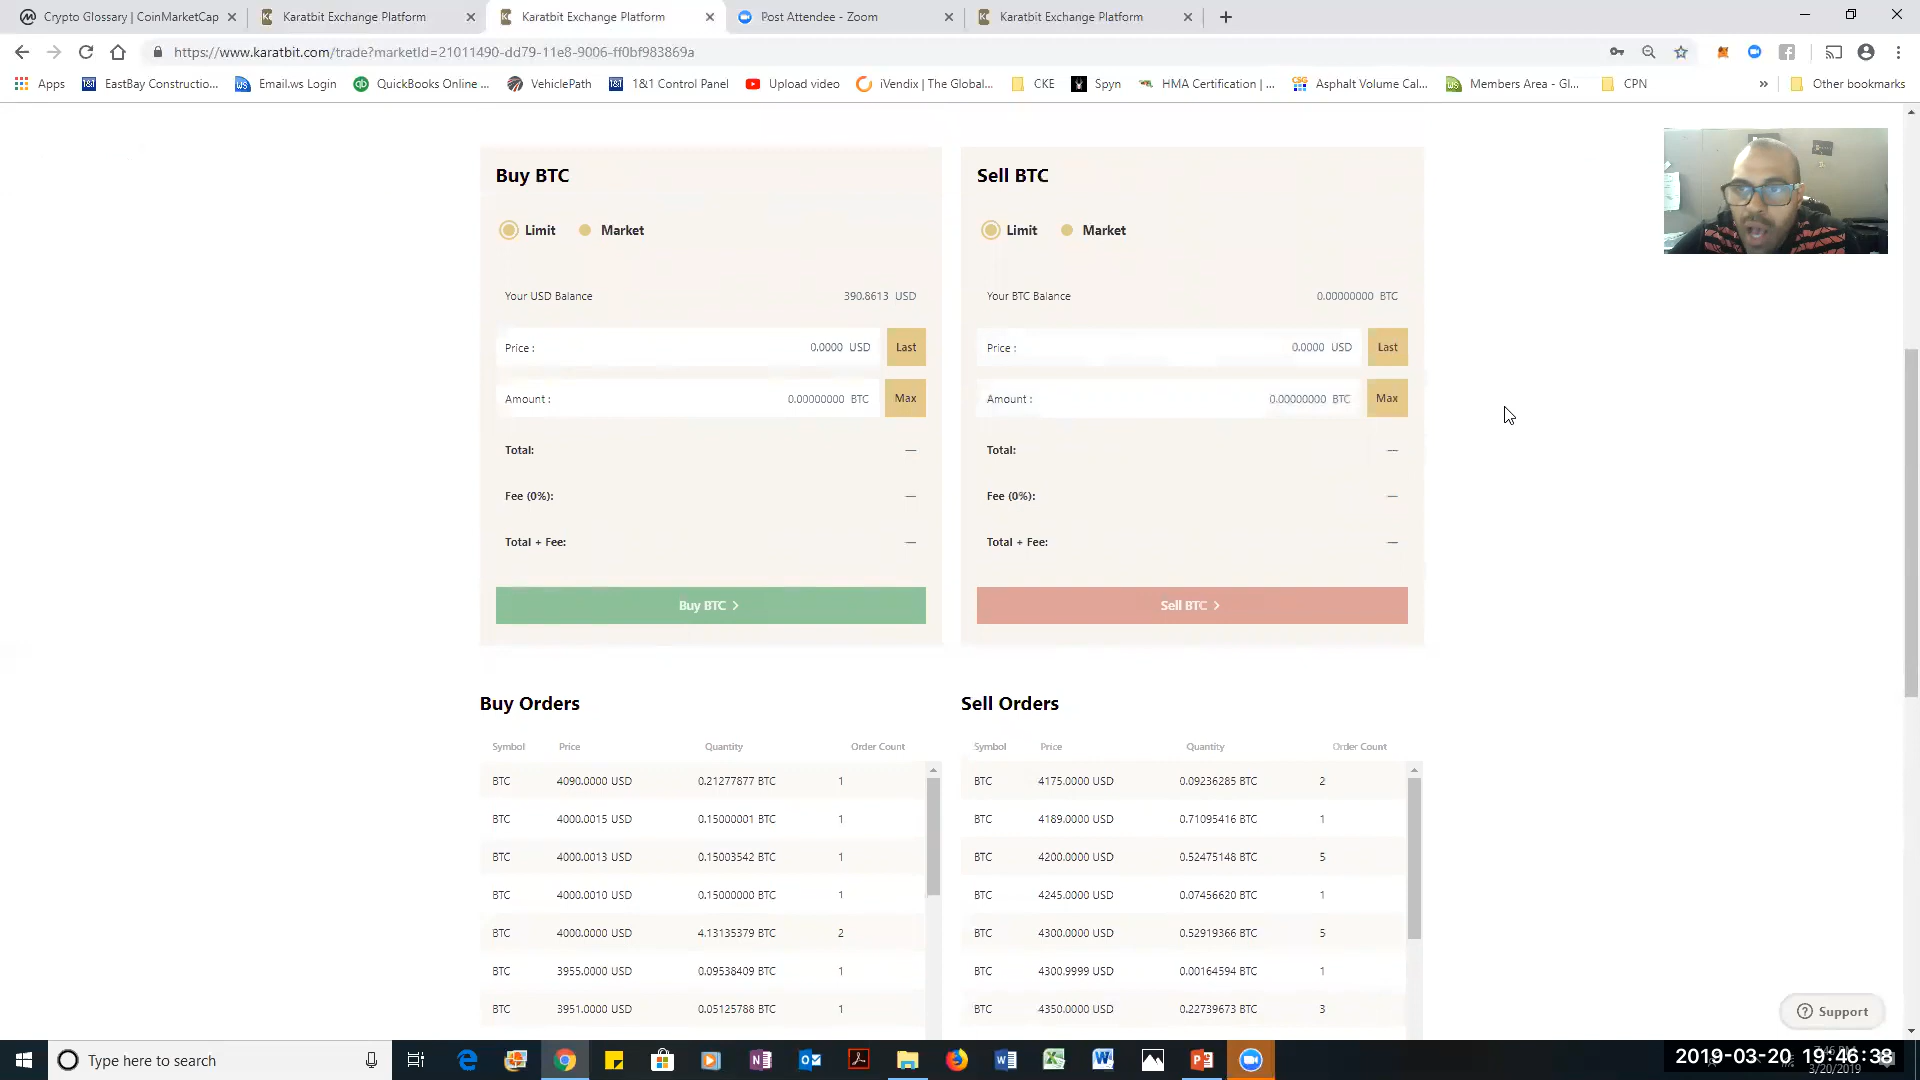 Crypto Glossary | CoinMarketCap
Karatbit Exchange Platform
Karatbit Exchange Platform
Post Attendee - Zoom
Karatbit Exchange Platform
https://www.karatbit.com/trade?marketId=21011490-dd79-11e8-9006-ff0bf983869a
Apps
EastBay Constructio...
Email.ws Login
QuickBooks Online ...
VehiclePath
1&1 Control Panel
Upload video
iVendix | The Global...
CKE
Spyn
HMA Certification | ...
Asphalt Volume Cal...
Members Area - Gl...
CPN
Other bookmarks
Buy BTC
Limit Market
Your USD Balance 390.8613 USD
Price : 0.0000 USD Last
Amount : 0.00000000 BTC Max
Total: —
Fee (0%): —
Total + Fee: —
Buy BTC
Sell BTC
Limit Market
Your BTC Balance 0.00000000 BTC
Price : 0.0000 USD Last
Amount : 0.00000000 BTC Max
Total: —
Fee (0%): —
Total + Fee: —
Sell BTC
Buy Orders
Symbol Price Quantity Order Count
BTC 4090.0000 USD 0.21277877 BTC 1
BTC 4000.0015 USD 0.15000001 BTC 1
BTC 4000.0013 USD 0.15003542 BTC 1
BTC 4000.0010 USD 0.15000000 BTC 1
BTC 4000.0000 USD 4.13135379 BTC 2
BTC 3955.0000 USD 0.09538409 BTC 1
BTC 3951.0000 USD 0.05125788 BTC 1
Sell Orders
Symbol Price Quantity Order Count
BTC 4175.0000 USD 0.09236285 BTC 2
BTC 4189.0000 USD 0.71095416 BTC 1
BTC 4200.0000 USD 0.52475148 BTC 5
BTC 4245.0000 USD 0.07456620 BTC 1
BTC 4300.0000 USD 0.52919366 BTC 5
BTC 4300.9999 USD 0.00164594 BTC 1
BTC 4350.0000 USD 0.22739673 BTC 3
Support
Type here to search
2019-03-20 19:46:38
3/20/2019